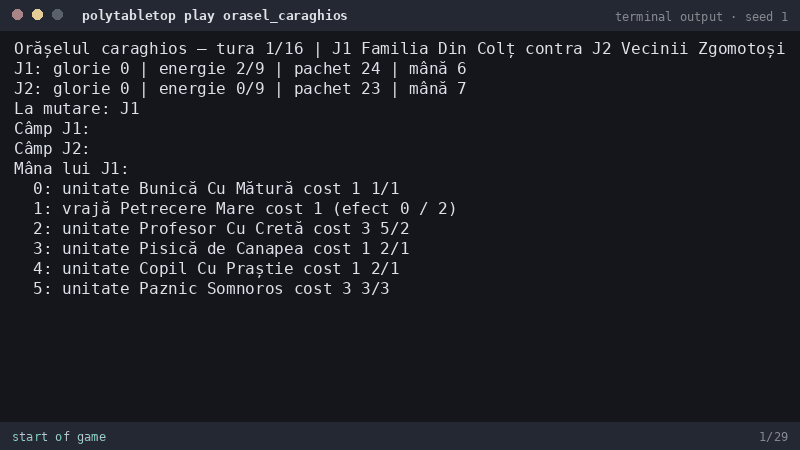 polytabletop play orasel_caraghios
terminal output · seed 1
Orășelul caraghios — tura 1/16 | J1 Familia Din Colț contra J2 Vecinii Zgomotoși
J1: glorie 0 | energie 2/9 | pachet 24 | mână 6
J2: glorie 0 | energie 0/9 | pachet 23 | mână 7
La mutare: J1
Câmp J1:
Câmp J2:
Mâna lui J1:
0: unitate Bunică Cu Mătură cost 1 1/1
1: vrajă Petrecere Mare cost 1 (efect 0 / 2)
2: unitate Profesor Cu Cretă cost 3 5/2
3: unitate Pisică de Canapea cost 1 2/1
4: unitate Copil Cu Praștie cost 1 2/1
5: unitate Paznic Somnoros cost 3 3/3
start of game
1/29